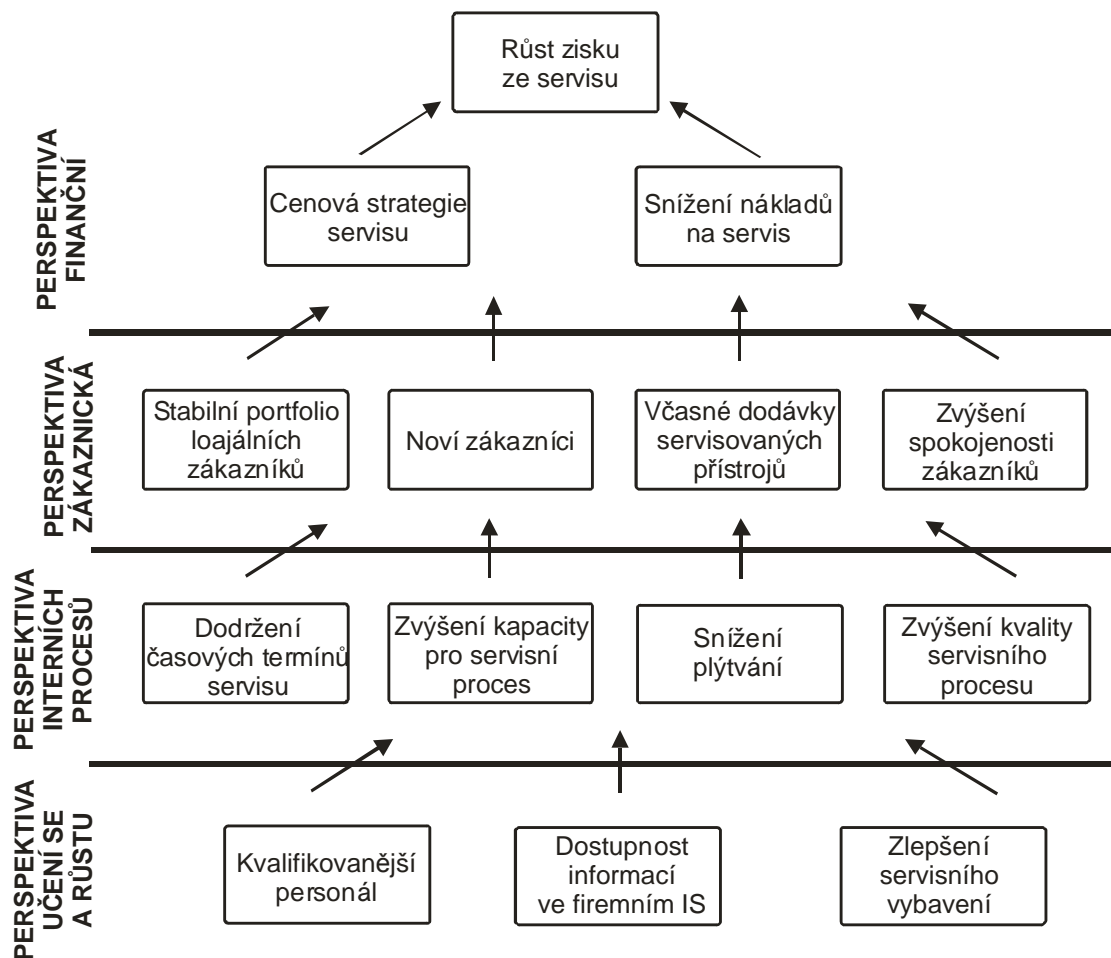 Růst zisku
ze servisu
PERSPEKTIVA
FINANČNÍ
Cenová strategie
servisu
Snížení nákladů
na servis
PERSPEKTIVA
ZÁKAZNICKÁ
Stabilní portfolio
loajálních
zákazníků
Noví zákazníci
Včasné dodávky
servisovaných
přístrojů
Zvýšení
spokojenosti
zákazníků
PERSPEKTIVA
INTERNÍCH
PROCESŮ
Dodržení
časových termínů
servisu
Zvýšení kapacity
pro servisní
proces
Snížení
plýtvání
Zvýšení kvality
servisního
procesu
PERSPEKTIVA
UČENÍ SE
A RŮSTU
Kvalifikovanější
personál
Dostupnost
informací
ve firemním IS
Zlepšení
servisního
vybavení